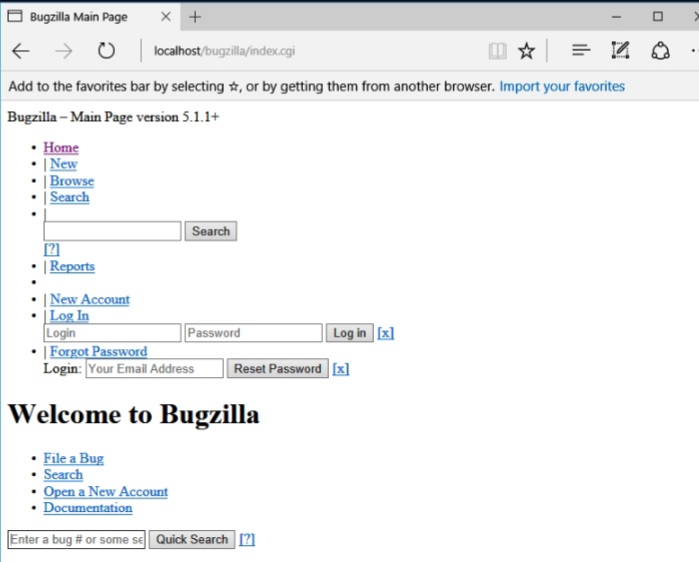 Bugzilla Main Page
localhost/bugzilla/index.cgi
Add to the favorites bar by selecting ☆, or by getting them from another browser. Import your favorites
Bugzilla – Main Page version 5.1.1+
• Home
• | New
• | Browse
• | Search
• |
Search
[?]
• | Reports
•
• | New Account
• | Log In
Login Password Log in [x]
• | Forgot Password
Login: Your Email Address Reset Password [x]
Welcome to Bugzilla
• File a Bug
• Search
• Open a New Account
• Documentation
Enter a bug # or some se Quick Search [?]